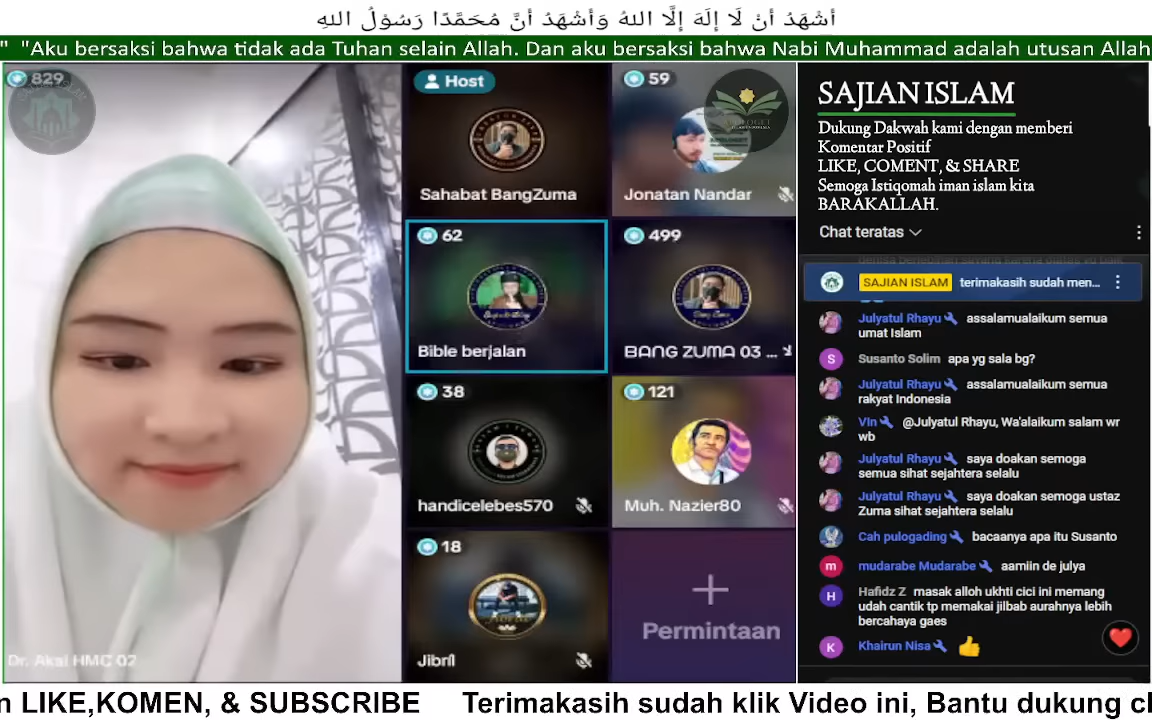 أَشْهَدُ أَنْ لَا إِلَهَ إِلَّا اللهُ وَأَشْهَدُ أَنَّ مُحَمَّدًا رَسُوْلُ اللهِ
" "Aku bersaksi bahwa tidak ada Tuhan selain Allah. Dan aku bersaksi bahwa Nabi Muhammad adalah utusan Allah
829
Dr. Akai HMC 02
Host
Sahabat BangZuma
59
Jonatan Nandar
62
Bible berjalan
499
BANG ZUMA 03 ...
38
handicelebes570
121
Muh. Nazier80
18
Jibril
Permintaan
SAJIAN ISLAM
Dukung Dakwah kami dengan memberi
Komentar Positif
LIKE, COMENT, & SHARE
Semoga Istiqomah iman islam kita
BARAKALLAH.
Chat teratas
SAJIAN ISLAM terimakasih sudah men...
Julyatul Rhayu assalamualaikum semua
umat Islam
S Susanto Solim apa yg sala bg?
Julyatul Rhayu assalamualaikum semua
rakyat Indonesia
VIn @Julyatul Rhayu, Wa'alaikum salam wr
wb
Julyatul Rhayu saya doakan semoga
semua sihat sejahtera selalu
Julyatul Rhayu saya doakan semoga ustaz
Zuma sihat sejahtera selalu
Cah pulogading bacaanya apa itu Susanto
m mudarabe Mudarabe aamiin de julya
H Hafidz Z masak alloh ukhti cici ini memang
udah cantik tp memakai jilbab aurahnya lebih
bercahaya gaes
K Khairun Nisa 👍
n LIKE,KOMEN, & SUBSCRIBE Terimakasih sudah klik Video ini, Bantu dukung cl